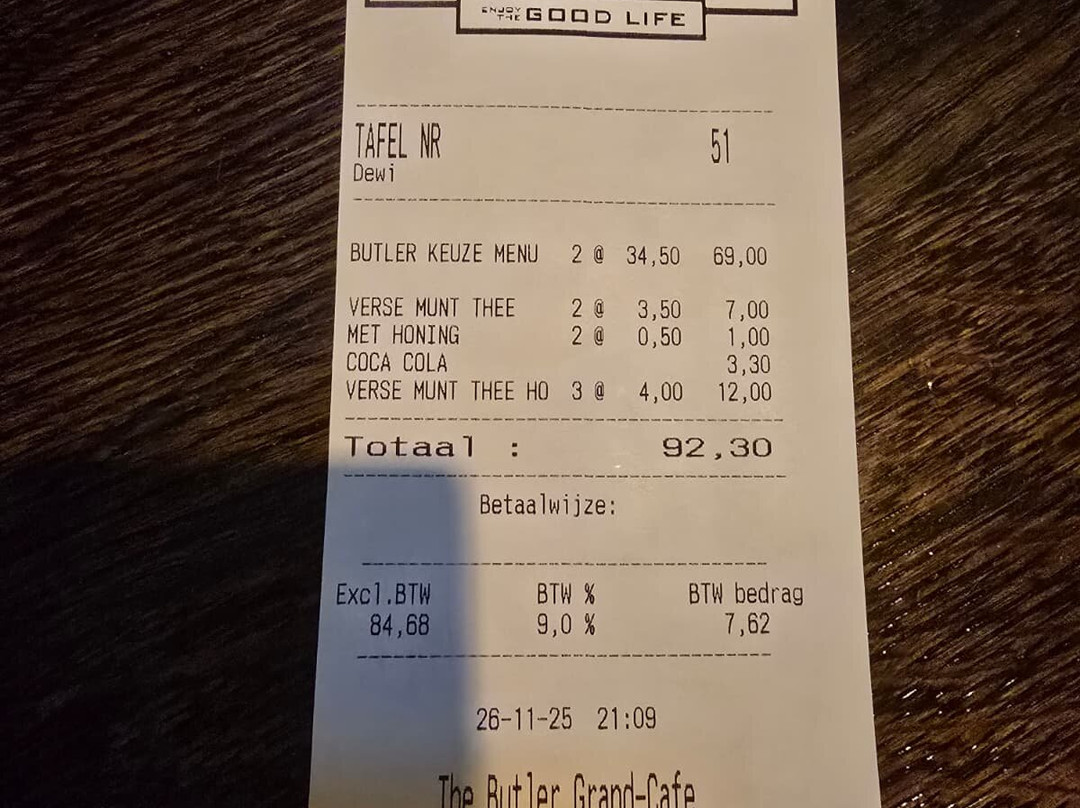 ENJOY THE GOOD LIFE
TAFEL NR 51
Dewi
BUTLER KEUZE MENU 2 @ 34,50 69,00
VERSE MUNT THEE 2 @ 3,50 7,00
MET HONING 2 @ 0,50 1,00
COCA COLA 3,30
VERSE MUNT THEE HO 3 @ 4,00 12,00
Totaal : 92,30
Betaalwijze:
Excl.BTW BTW % BTW bedrag
84,68 9,0 % 7,62
26-11-25 21:09
The Butler Grand-Cafe